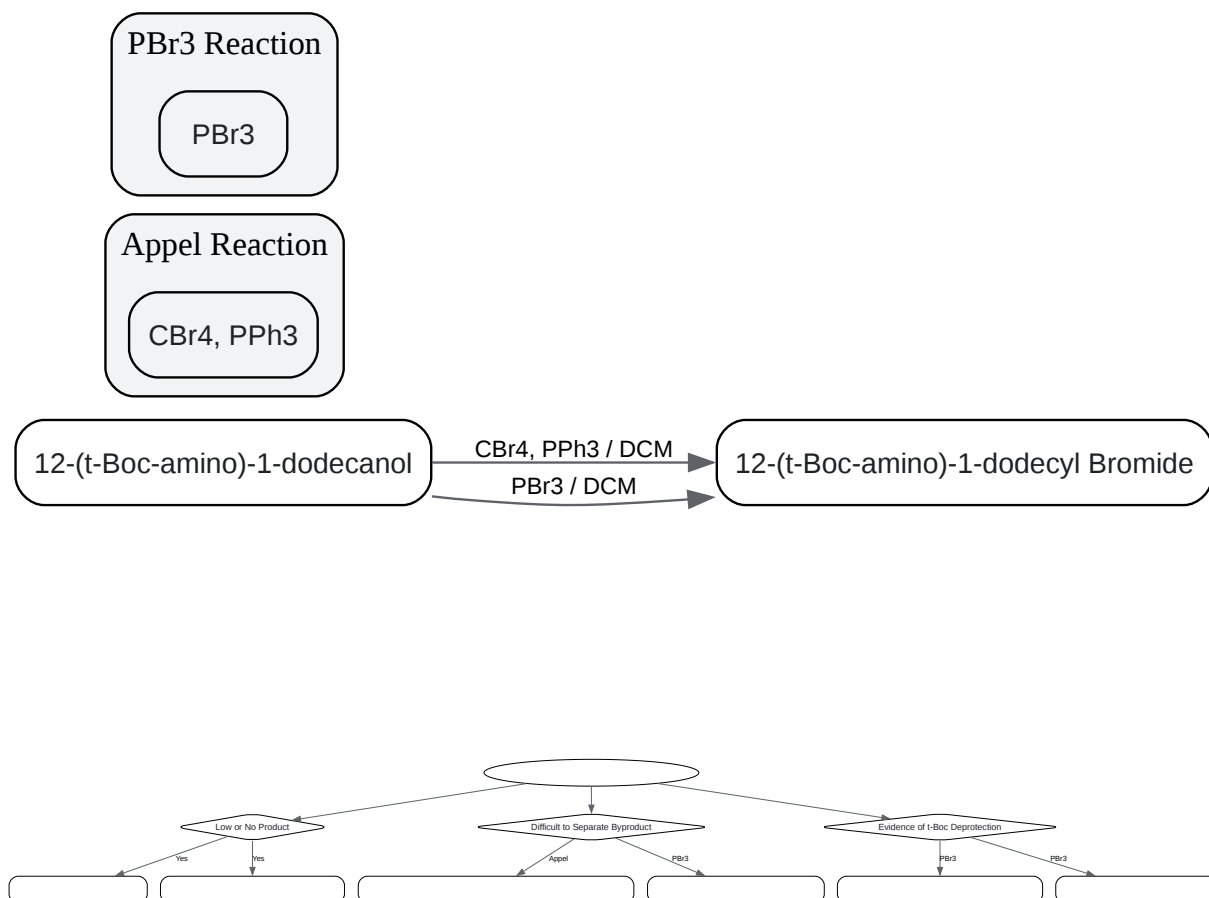 PBr3 Reaction
PBr3
Appel Reaction
CBr4, PPh3
12-(t-Boc-amino)-1-dodecanol
CBr4, PPh3 / DCM
PBr3 / DCM
12-(t-Boc-amino)-1-dodecyl Bromide
Low or No Product
Difficult to Separate Byproduct
Evidence of t-Boc Deprotection
Yes
Yes
Appel
PBr3
PBr3
PBr3